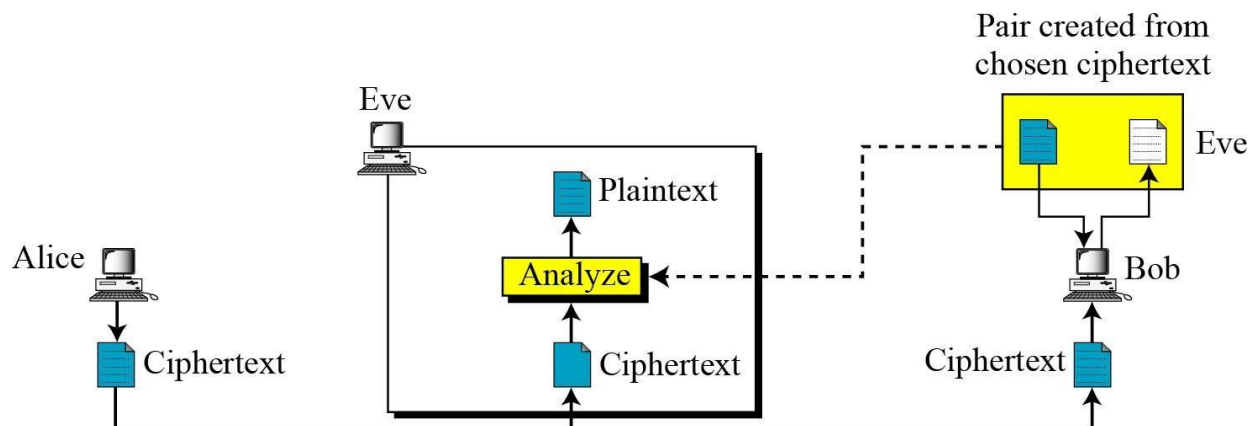 Pair created from
chosen ciphertext
Eve
Eve
Plaintext
Alice
Analyze
Bob
Ciphertext
Ciphertext
Ciphertext